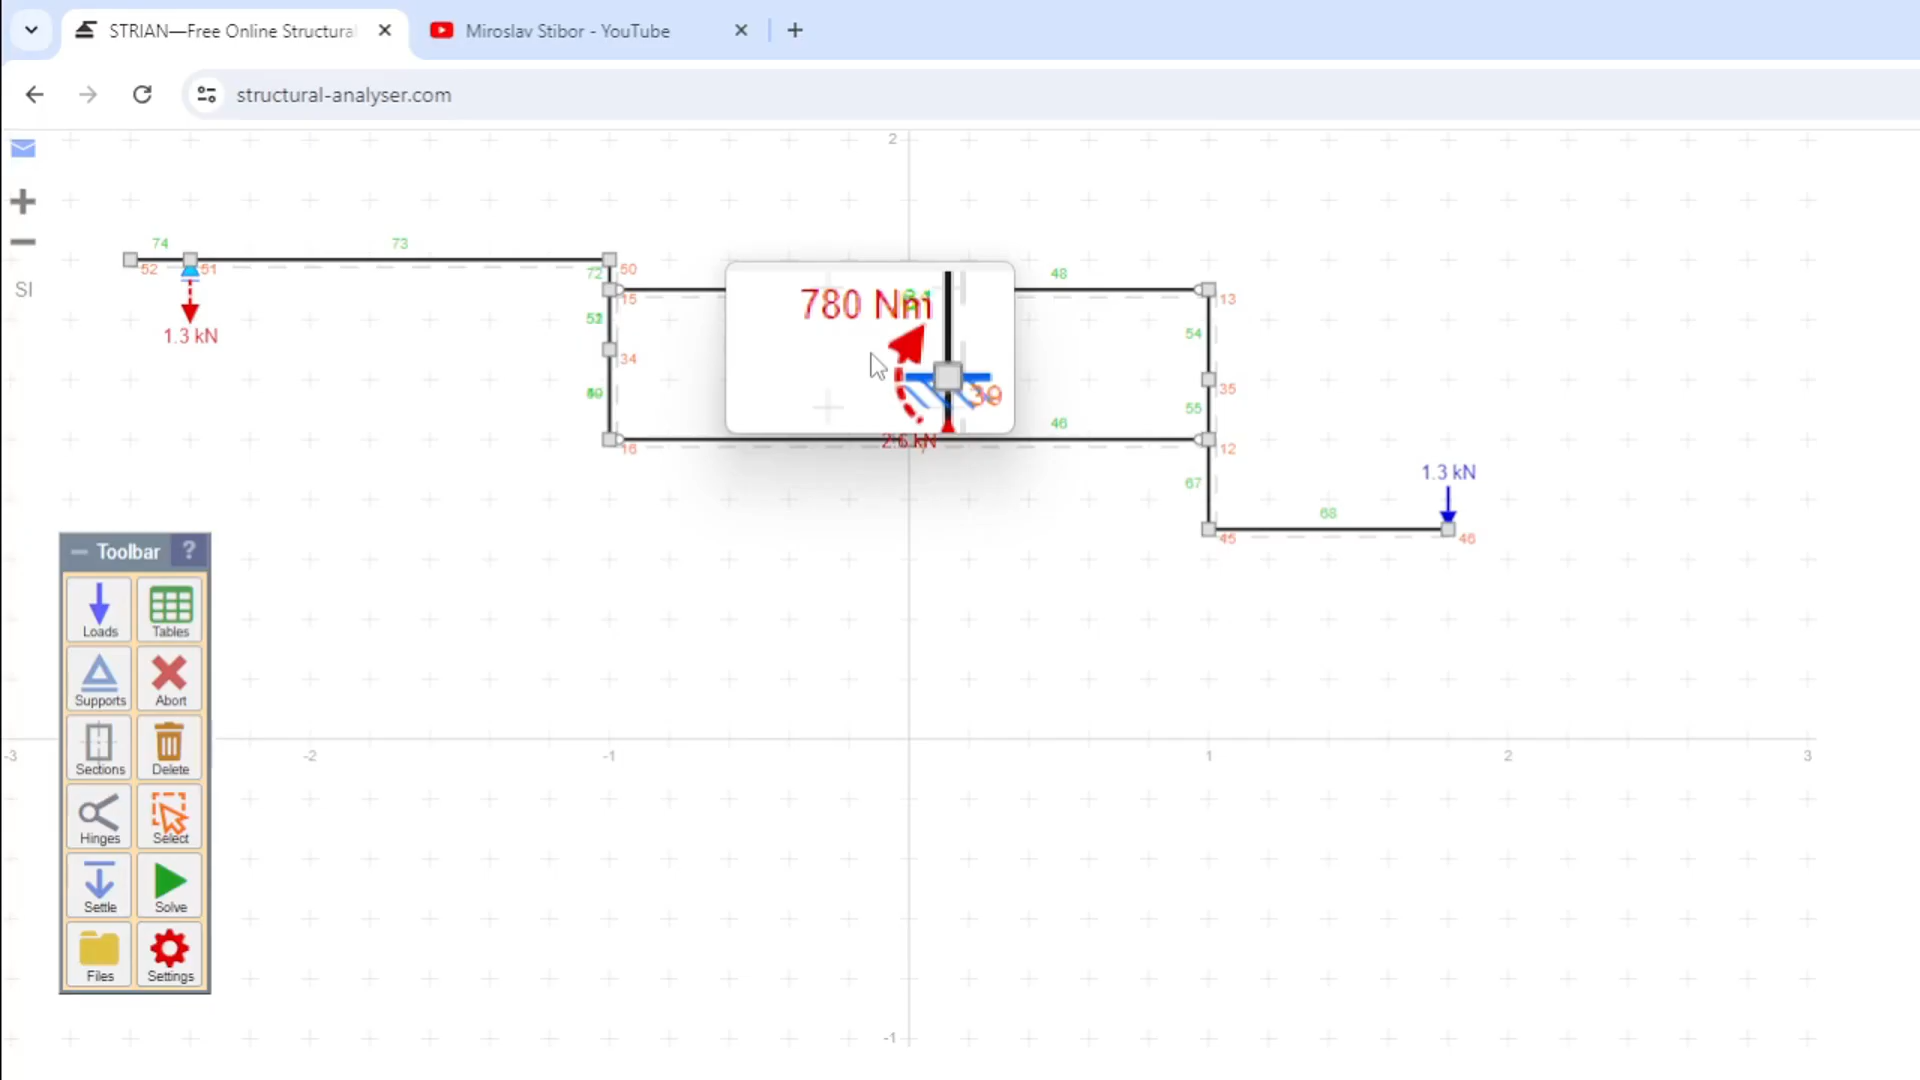 STRIAN—Free Online Structural
Miroslav Stibor - YouTube
structural-analyser.com
2
74
73
52
51
72
50
48
15
13
1.3 kN
780 Nm
54
34
35
39
55
46
2.6 kN
16
12
67
1.3 kN
68
45
46
SI
Toolbar ?
Loads Tables
Supports Abort
Sections Delete
Hinges Select
Settle Solve
Files Settings
-3
-2
-1
1
2
3
-1